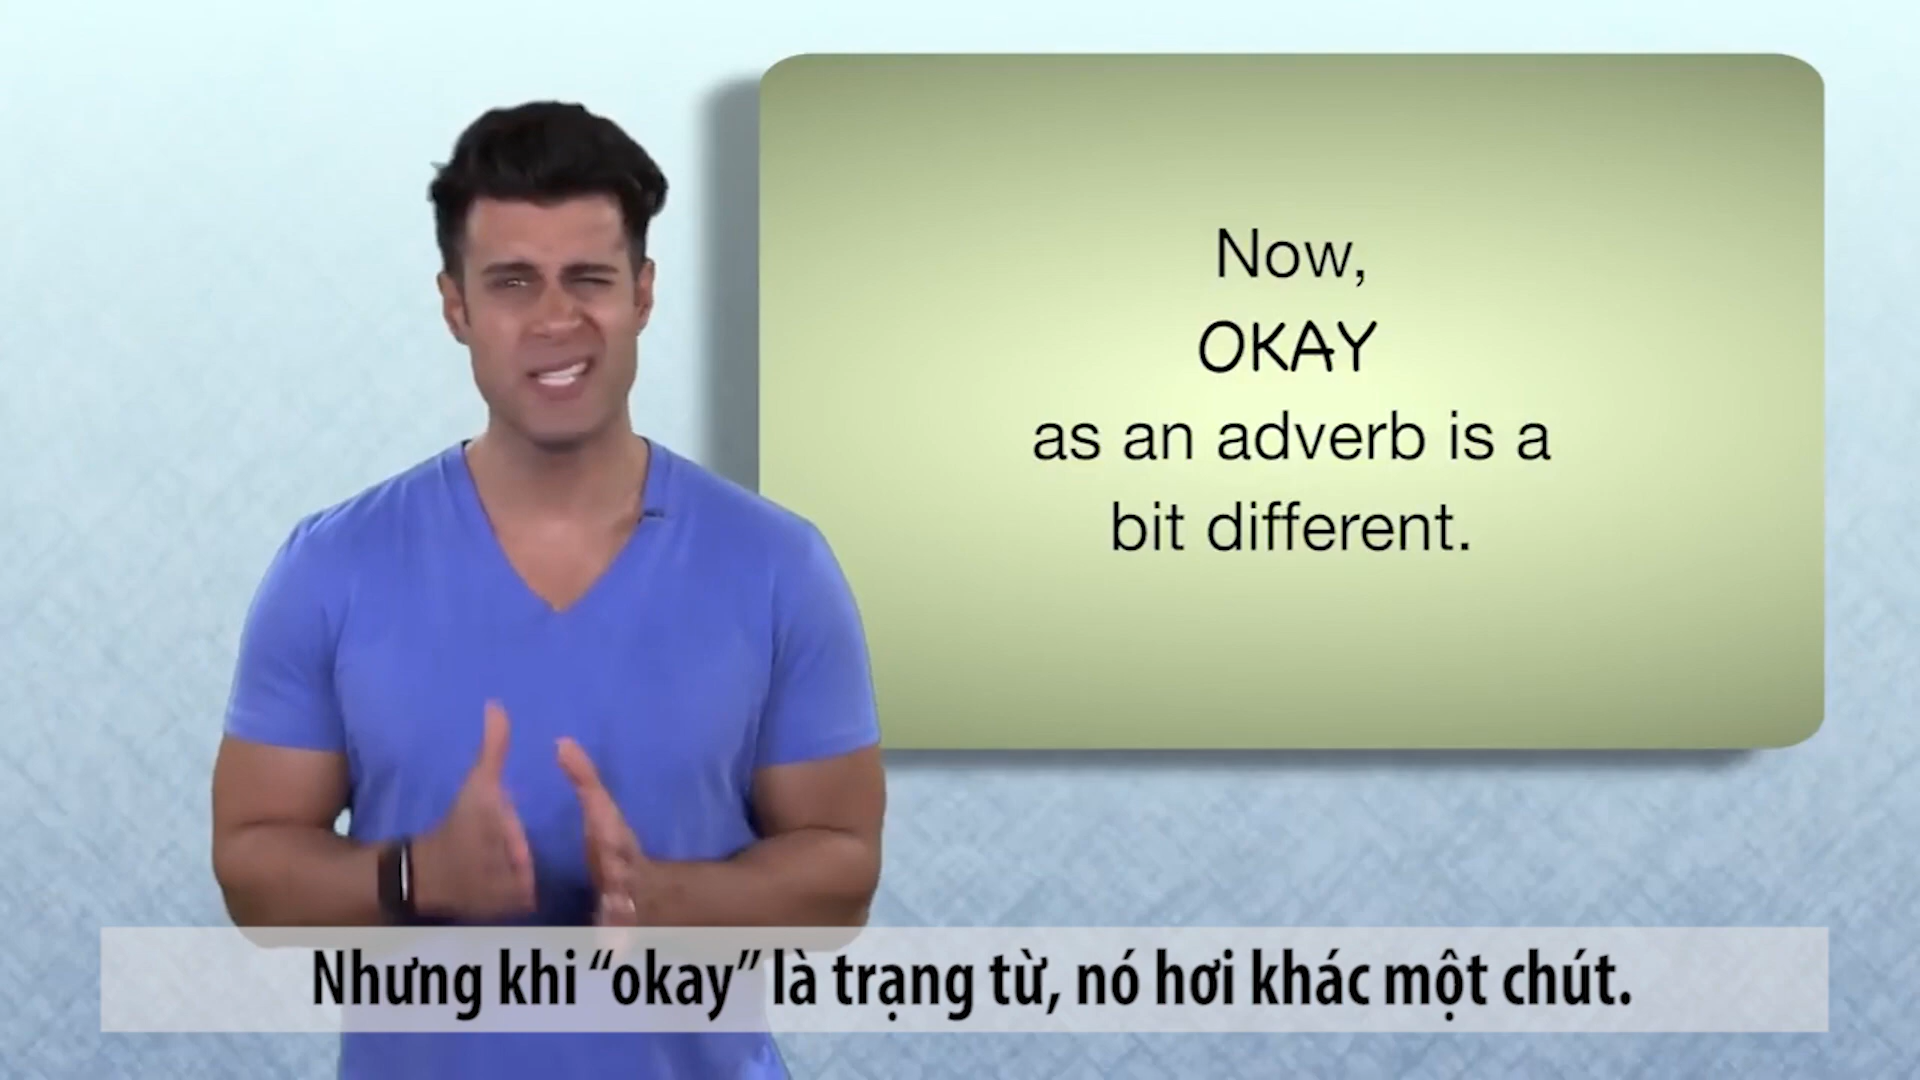 Now,
OKAY
as an adverb is a
bit different.
Nhưng khi “okay” là trạng từ, nó hơi khác một chút.